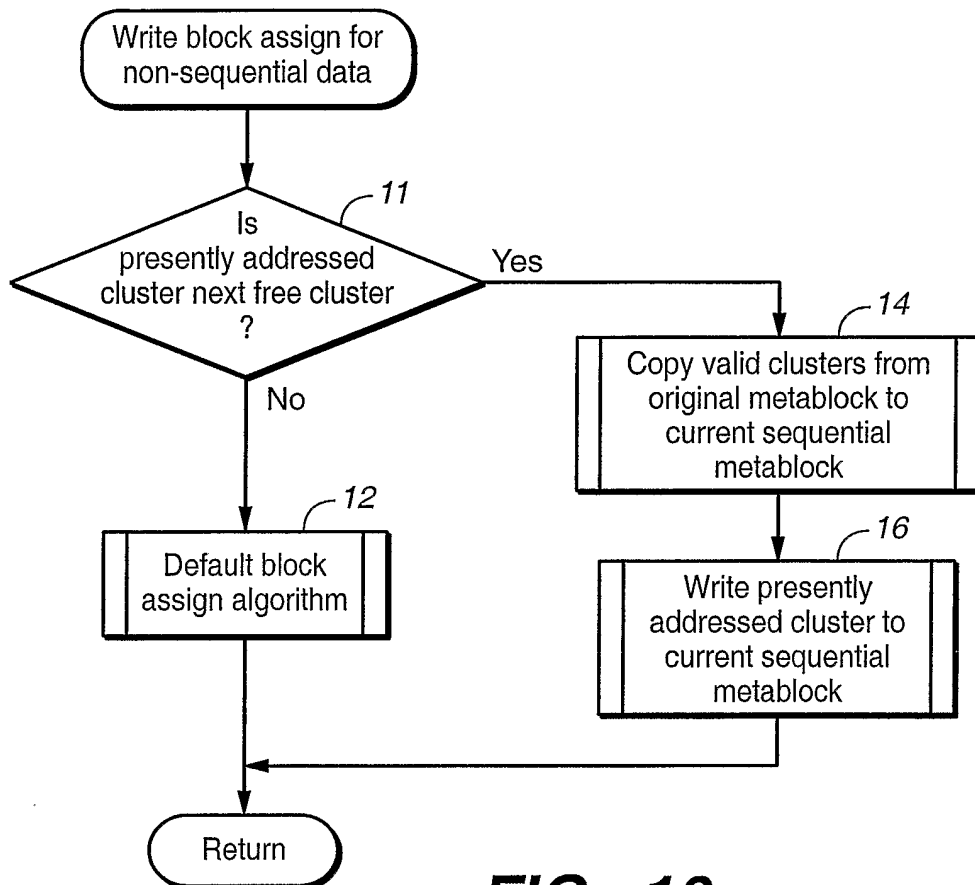 Write block assign for
non-sequential data
11
Is
presently addressed
cluster next free cluster
?
Yes
No
14
Copy valid clusters from
original metablock to
current sequential
metablock
12
Default block
assign algorithm
16
Write presently
addressed cluster to
current sequential
metablock
Return